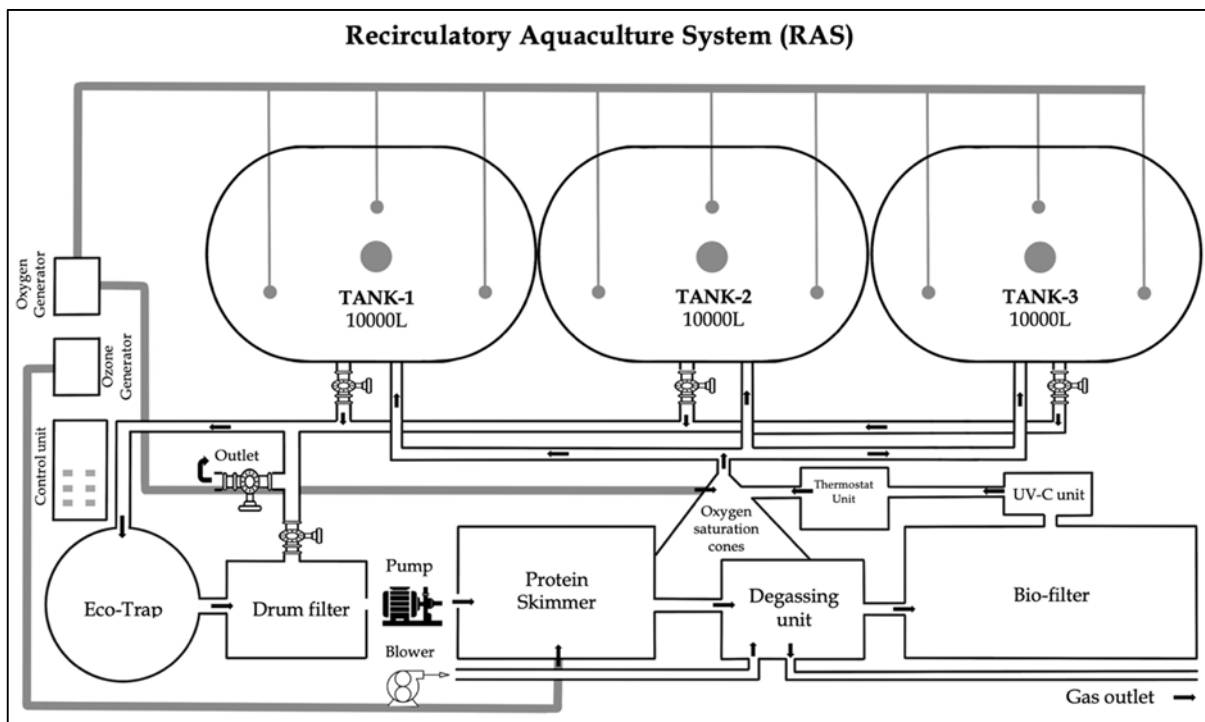 Recirculatory Aquaculture System (RAS)
TANK-1
10000L
TANK-2
10000L
TANK-3
10000L
Oxygen
Generator
Ozone
Generator
Control unit
Outlet
Thermostat
Unit
UV-C unit
Oxygen
saturation
cones
Eco-Trap
Drum filter
Pump
Protein
Skimmer
Degassing
unit
Bio-filter
Blower
Gas outlet